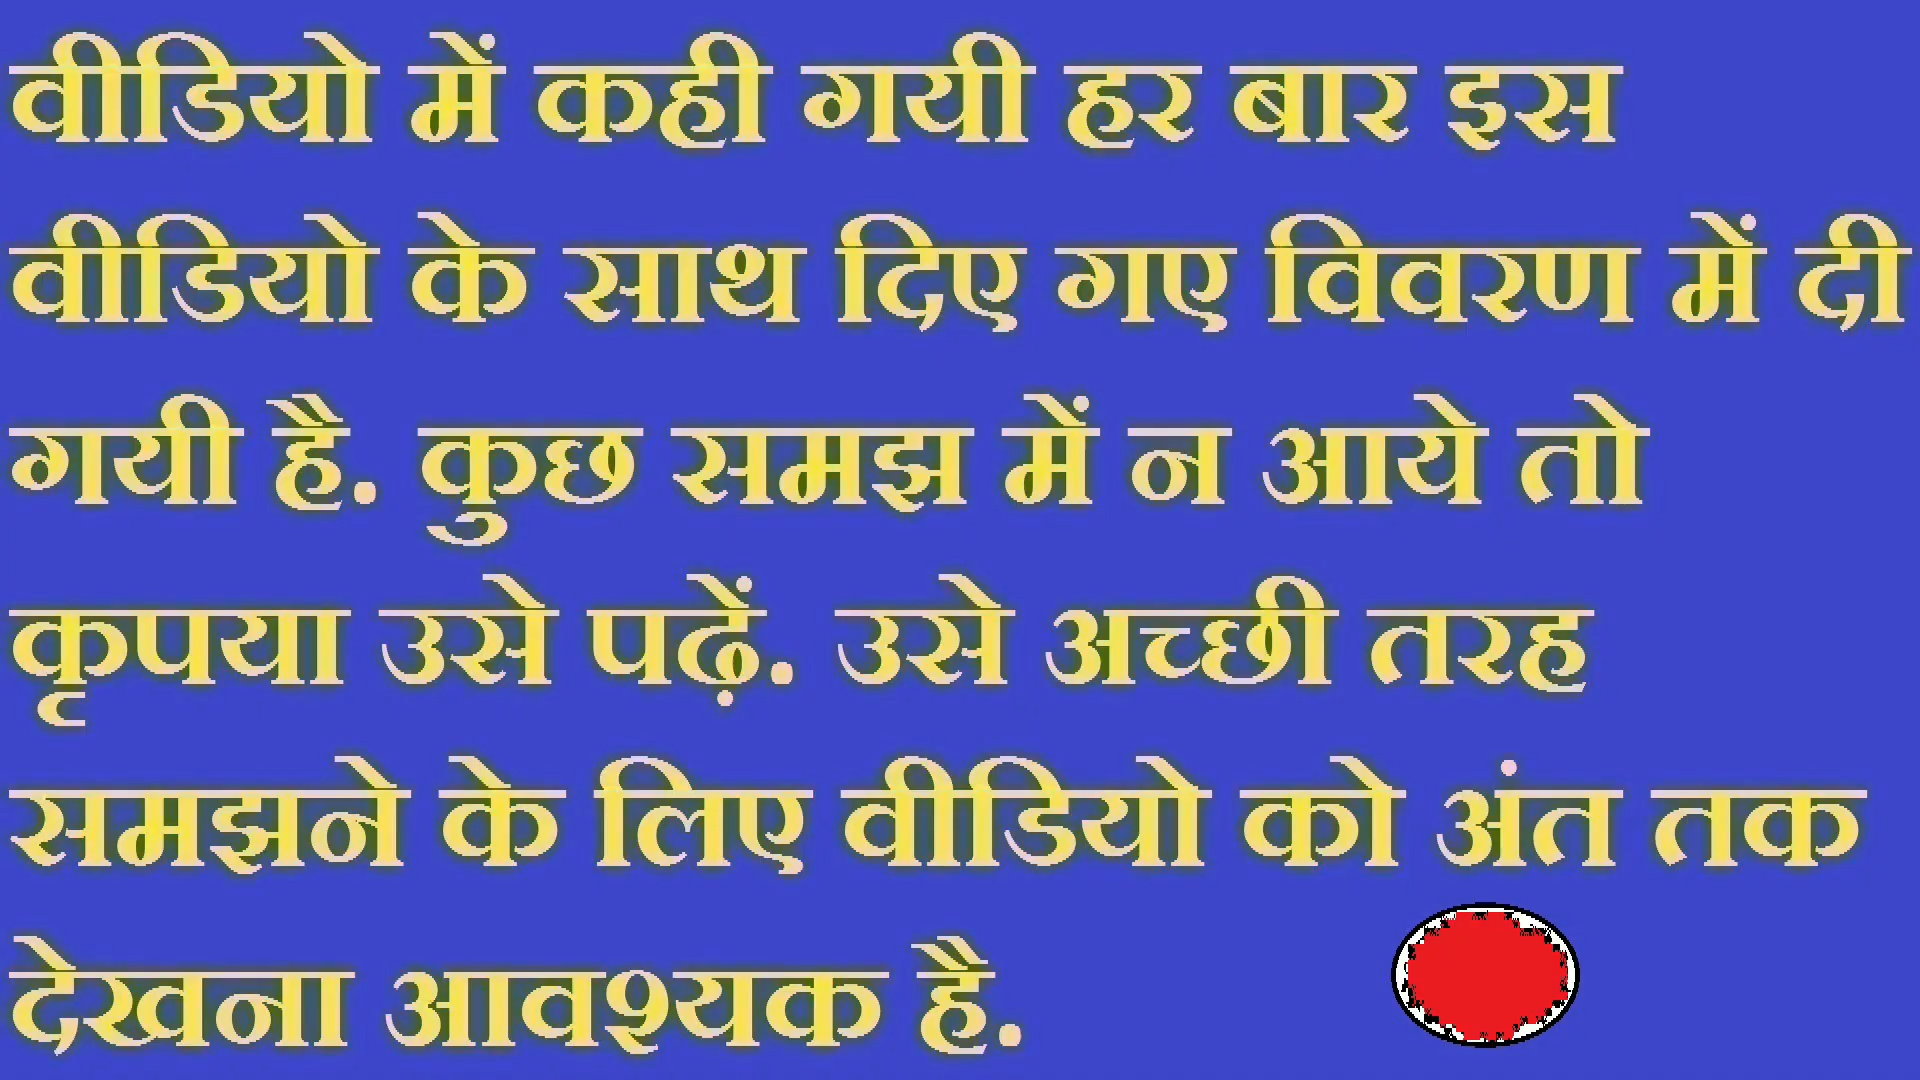 वीडियो में कही गयी हर बार इस
वीडियो के साथ दिए गए विवरण में दी
गयी है. कुछ समझ में न आये तो
कृपया उसे पढ़ें. उसे अच्छी तरह
समझने के लिए वीडियो को अंत तक
देखना आवश्यक है.